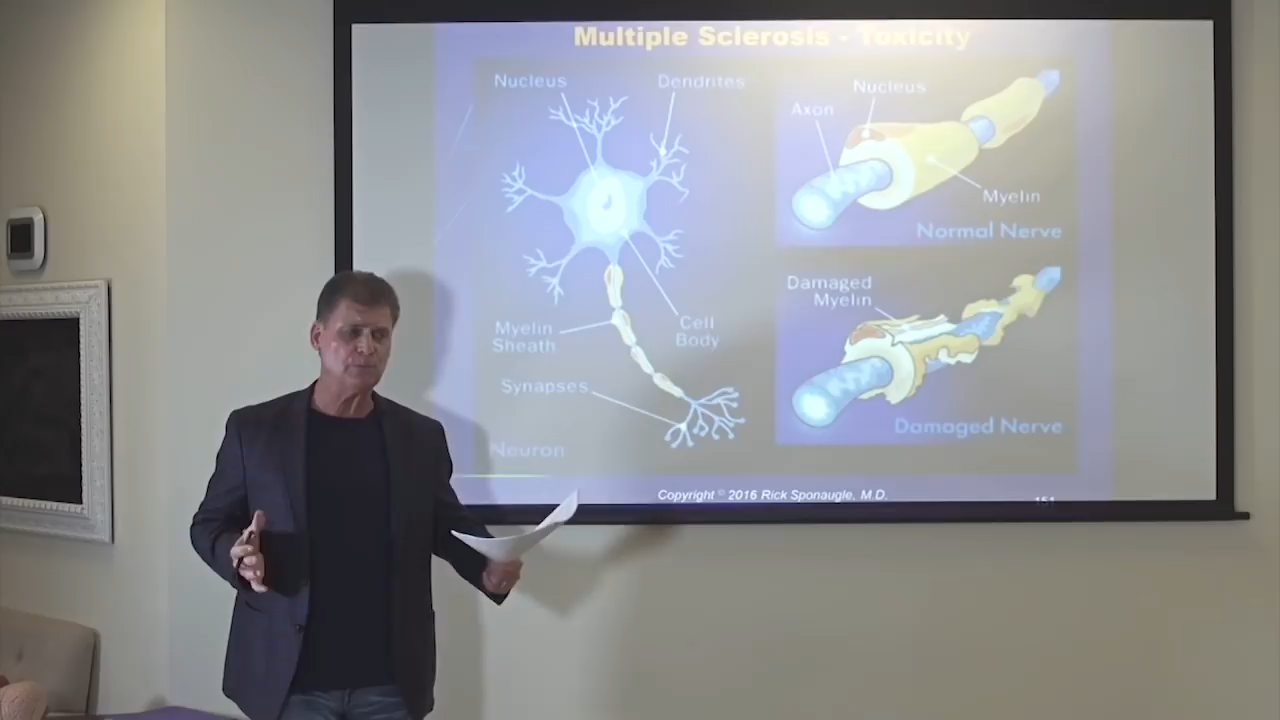 Multiple Sclerosis - Toxicity
Nucleus
Dendrites
Myelin
Sheath
Cell
Body
Synapses
Neuron
Nucleus
Axon
Myelin
Normal Nerve
Damaged
Myelin
Damaged Nerve
Copyright © 2016 Rick Sponaugle, M.D.
151